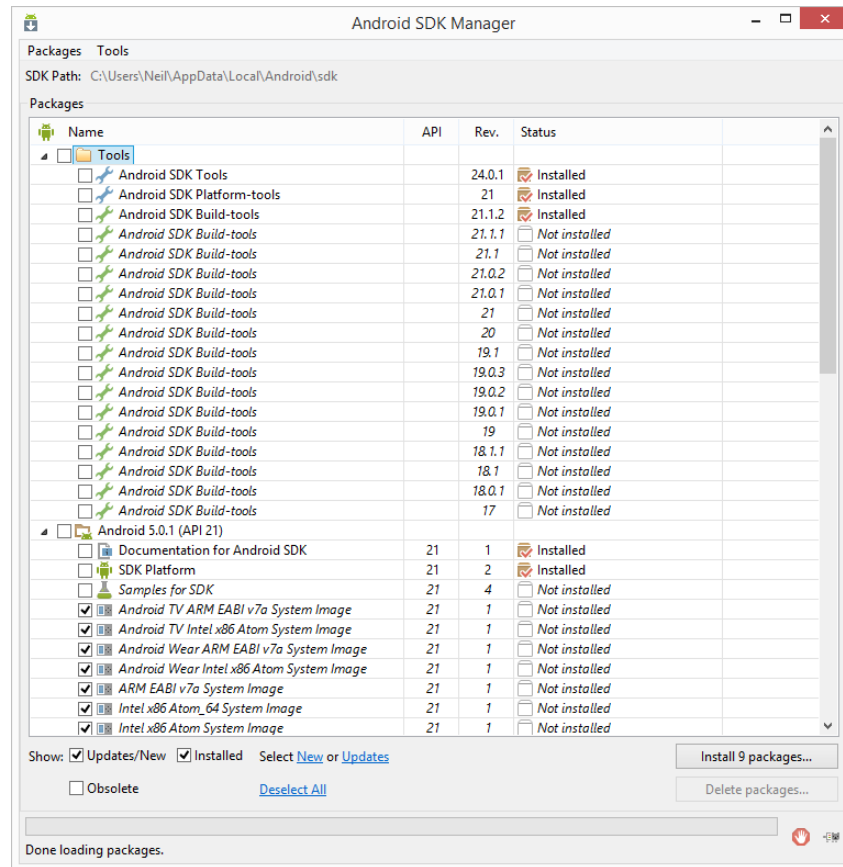 Android SDK Manager
Packages Tools
SDK Path: C:\Users\Neil\AppData\Local\Android\sdk
Packages
Name API Rev. Status
Tools
Android SDK Tools 24.0.1 Installed
Android SDK Platform-tools 21 Installed
Android SDK Build-tools 21.1.2 Installed
Android SDK Build-tools 21.1.1 Not installed
Android SDK Build-tools 21.1 Not installed
Android SDK Build-tools 21.0.2 Not installed
Android SDK Build-tools 21.0.1 Not installed
Android SDK Build-tools 21 Not installed
Android SDK Build-tools 20 Not installed
Android SDK Build-tools 19.1 Not installed
Android SDK Build-tools 19.0.3 Not installed
Android SDK Build-tools 19.0.2 Not installed
Android SDK Build-tools 19.0.1 Not installed
Android SDK Build-tools 19 Not installed
Android SDK Build-tools 18.1.1 Not installed
Android SDK Build-tools 18.1 Not installed
Android SDK Build-tools 18.0.1 Not installed
Android SDK Build-tools 17 Not installed
Android 5.0.1 (API 21)
Documentation for Android SDK 21 1 Installed
SDK Platform 21 2 Installed
Samples for SDK 21 4 Not installed
Android TV ARM EABI v7a System Image 21 1 Not installed
Android TV Intel x86 Atom System Image 21 1 Not installed
Android Wear ARM EABI v7a System Image 21 1 Not installed
Android Wear Intel x86 Atom System Image 21 1 Not installed
ARM EABI v7a System Image 21 1 Not installed
Intel x86 Atom_64 System Image 21 1 Not installed
Intel x86 Atom System Image 21 1 Not installed
Show: Updates/New Installed Select New or Updates Install 9 packages...
Obsolete Deselect All Delete packages...
Done loading packages.